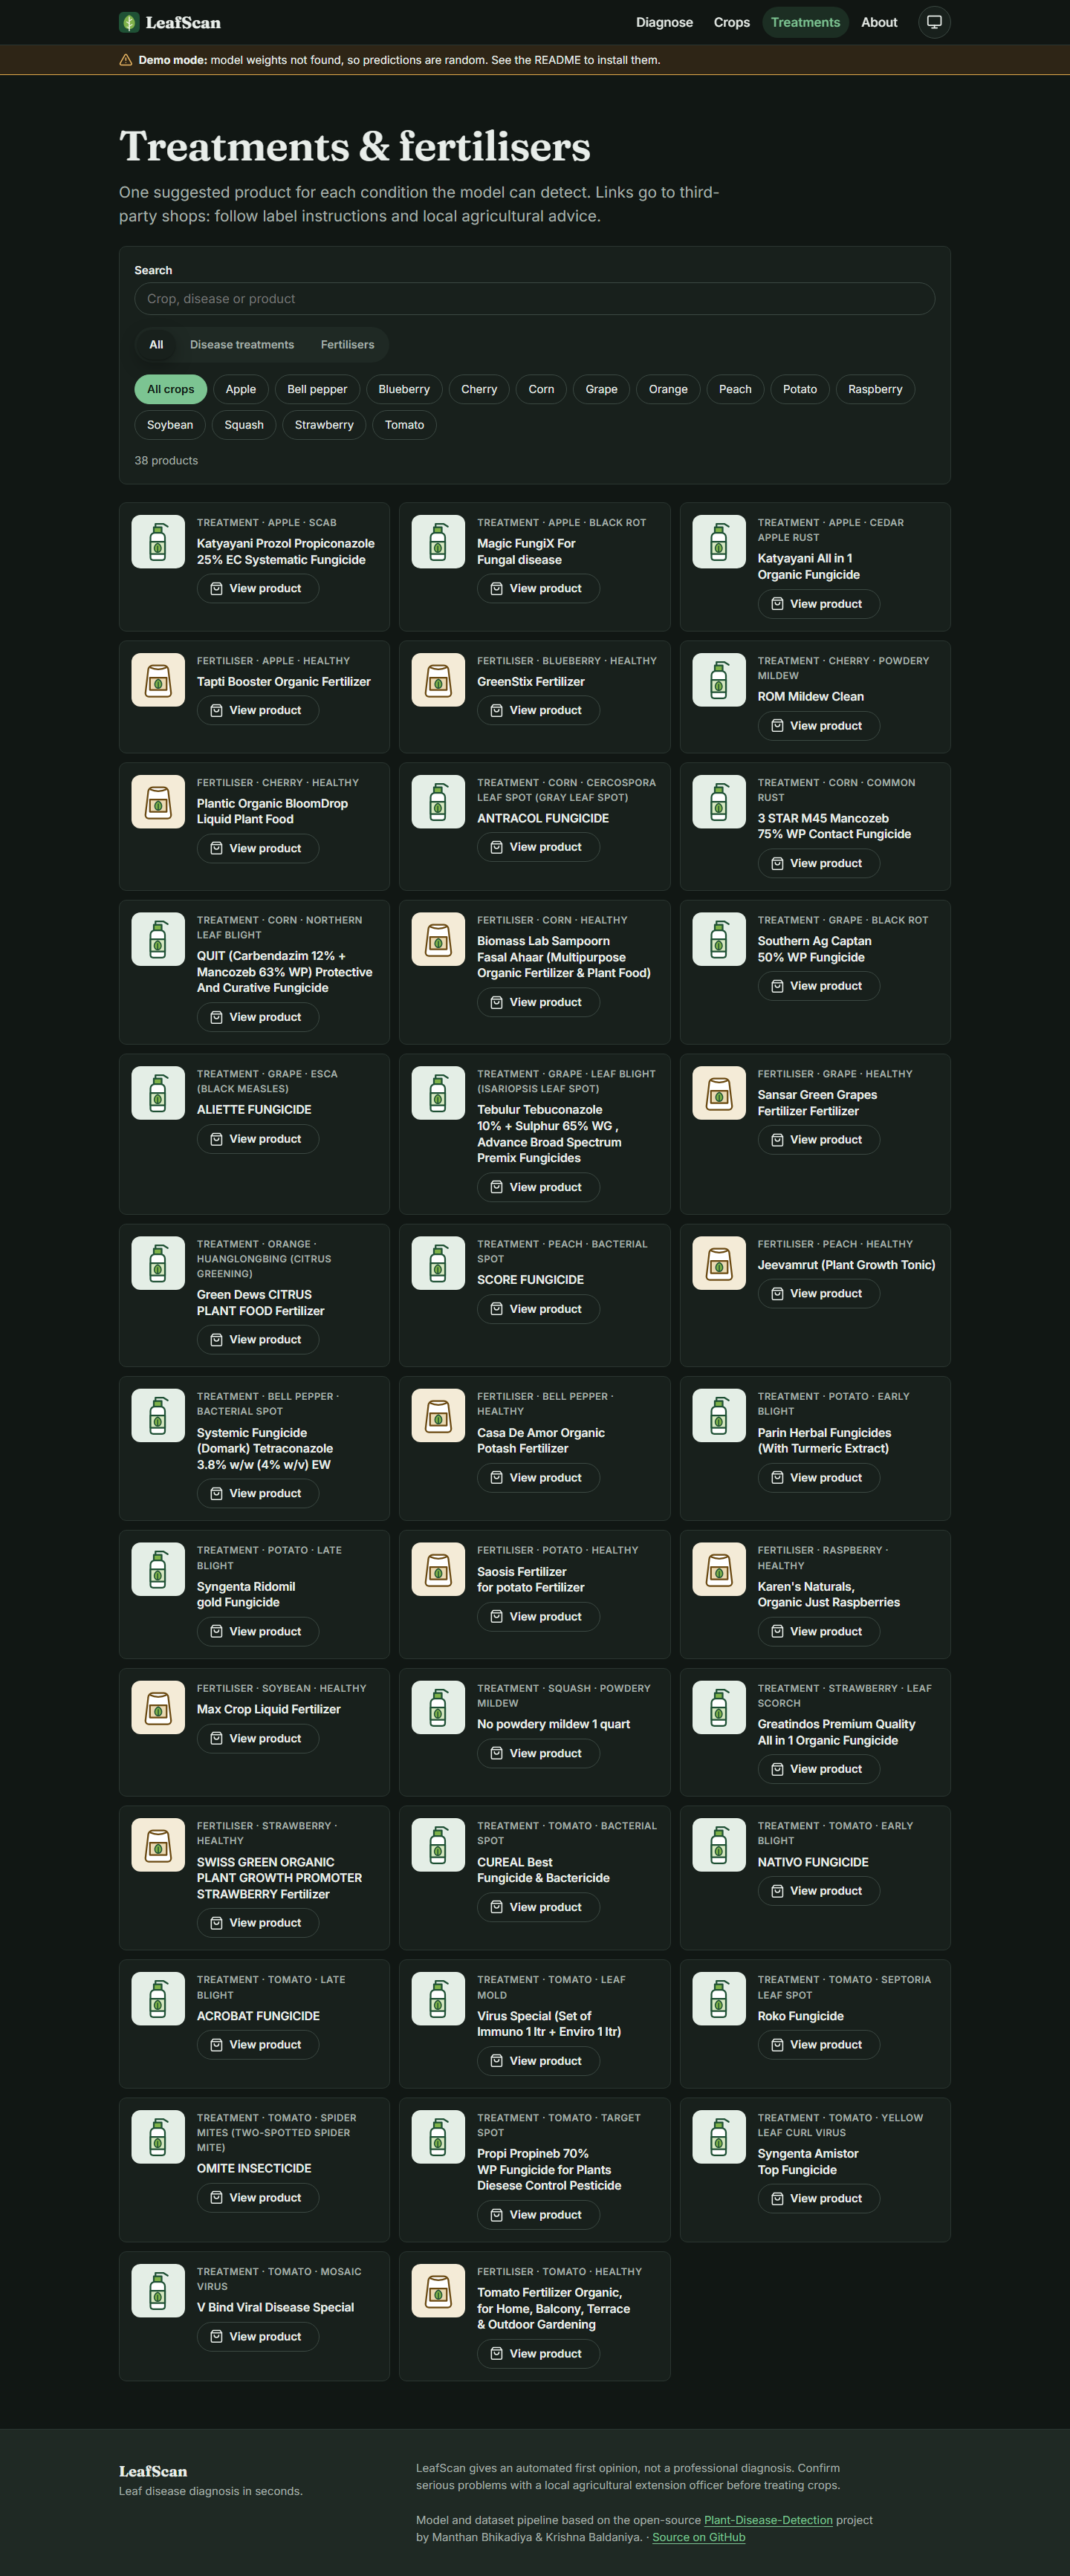 LeafScan
Diagnose
Crops
Treatments
About
Demo mode: model weights not found, so predictions are random. See the README to install them.
Treatments & fertilisers
One suggested product for each condition the model can detect. Links go to third-
party shops: follow label instructions and local agricultural advice.
Search
Crop, disease or product
All
Disease treatments
Fertilisers
All crops
Apple
Bell pepper
Blueberry
Cherry
Corn
Grape
Orange
Peach
Potato
Raspberry
Soybean
Squash
Strawberry
Tomato
38 products
TREATMENT · APPLE · SCAB
Katyayani Prozol Propiconazole
25% EC Systematic Fungicide
View product
TREATMENT · APPLE · BLACK ROT
Magic FungiX For
Fungal disease
View product
TREATMENT · APPLE · CEDAR
APPLE RUST
Katyayani All in 1
Organic Fungicide
View product
FERTILISER · APPLE · HEALTHY
Tapti Booster Organic Fertilizer
View product
FERTILISER · BLUEBERRY · HEALTHY
GreenStix Fertilizer
View product
TREATMENT · CHERRY · POWDERY
MILDEW
ROM Mildew Clean
View product
FERTILISER · CHERRY · HEALTHY
Plantic Organic BloomDrop
Liquid Plant Food
View product
TREATMENT · CORN · CERCOSPORA
LEAF SPOT (GRAY LEAF SPOT)
ANTRACOL FUNGICIDE
View product
TREATMENT · CORN · COMMON
RUST
3 STAR M45 Mancozeb
75% WP Contact Fungicide
View product
TREATMENT · CORN · NORTHERN
LEAF BLIGHT
QUIT (Carbendazim 12% +
Mancozeb 63% WP) Protective
And Curative Fungicide
View product
FERTILISER · CORN · HEALTHY
Biomass Lab Sampoorn
Fasal Ahaar (Multipurpose
Organic Fertilizer & Plant Food)
View product
TREATMENT · GRAPE · BLACK ROT
Southern Ag Captan
50% WP Fungicide
View product
TREATMENT · GRAPE · ESCA
(BLACK MEASLES)
ALIETTE FUNGICIDE
View product
TREATMENT · GRAPE · LEAF BLIGHT
(ISARIOPSIS LEAF SPOT)
Tebulur Tebuconazole
10% + Sulphur 65% WG ,
Advance Broad Spectrum
Premix Fungicides
View product
FERTILISER · GRAPE · HEALTHY
Sansar Green Grapes
Fertilizer Fertilizer
View product
TREATMENT · ORANGE ·
HUANGLONGBING (CITRUS
GREENING)
Green Dews CITRUS
PLANT FOOD Fertilizer
View product
TREATMENT · PEACH · BACTERIAL
SPOT
SCORE FUNGICIDE
View product
FERTILISER · PEACH · HEALTHY
Jeevamrut (Plant Growth Tonic)
View product
TREATMENT · BELL PEPPER ·
BACTERIAL SPOT
Systemic Fungicide
(Domark) Tetraconazole
3.8% w/w (4% w/v) EW
View product
FERTILISER · BELL PEPPER ·
HEALTHY
Casa De Amor Organic
Potash Fertilizer
View product
TREATMENT · POTATO · EARLY
BLIGHT
Parin Herbal Fungicides
(With Turmeric Extract)
View product
TREATMENT · POTATO · LATE
BLIGHT
Syngenta Ridomil
gold Fungicide
View product
FERTILISER · POTATO · HEALTHY
Saosis Fertilizer
for potato Fertilizer
View product
FERTILISER · RASPBERRY ·
HEALTHY
Karen's Naturals,
Organic Just Raspberries
View product
FERTILISER · SOYBEAN · HEALTHY
Max Crop Liquid Fertilizer
View product
TREATMENT · SQUASH · POWDERY
MILDEW
No powdery mildew 1 quart
View product
TREATMENT · STRAWBERRY · LEAF
SCORCH
Greatindos Premium Quality
All in 1 Organic Fungicide
View product
FERTILISER · STRAWBERRY ·
HEALTHY
SWISS GREEN ORGANIC
PLANT GROWTH PROMOTER
STRAWBERRY Fertilizer
View product
TREATMENT · TOMATO · BACTERIAL
SPOT
CUREAL Best
Fungicide & Bactericide
View product
TREATMENT · TOMATO · EARLY
BLIGHT
NATIVO FUNGICIDE
View product
TREATMENT · TOMATO · LATE
BLIGHT
ACROBAT FUNGICIDE
View product
TREATMENT · TOMATO · LEAF
MOLD
Virus Special (Set of
Immuno 1 ltr + Enviro 1 ltr)
View product
TREATMENT · TOMATO · SEPTORIA
LEAF SPOT
Roko Fungicide
View product
TREATMENT · TOMATO · SPIDER
MITES (TWO-SPOTTED SPIDER
MITE)
OMITE INSECTICIDE
View product
TREATMENT · TOMATO · TARGET
SPOT
Propi Propineb 70%
WP Fungicide for Plants
Diesese Control Pesticide
View product
TREATMENT · TOMATO · YELLOW
LEAF CURL VIRUS
Syngenta Amistor
Top Fungicide
View product
TREATMENT · TOMATO · MOSAIC
VIRUS
V Bind Viral Disease Special
View product
FERTILISER · TOMATO · HEALTHY
Tomato Fertilizer Organic,
for Home, Balcony, Terrace
& Outdoor Gardening
View product
LeafScan
Leaf disease diagnosis in seconds.
LeafScan gives an automated first opinion, not a professional diagnosis. Confirm
serious problems with a local agricultural extension officer before treating crops.
Model and dataset pipeline based on the open-source Plant-Disease-Detection project
by Manthan Bhikadiya & Krishna Baldaniya. · Source on GitHub